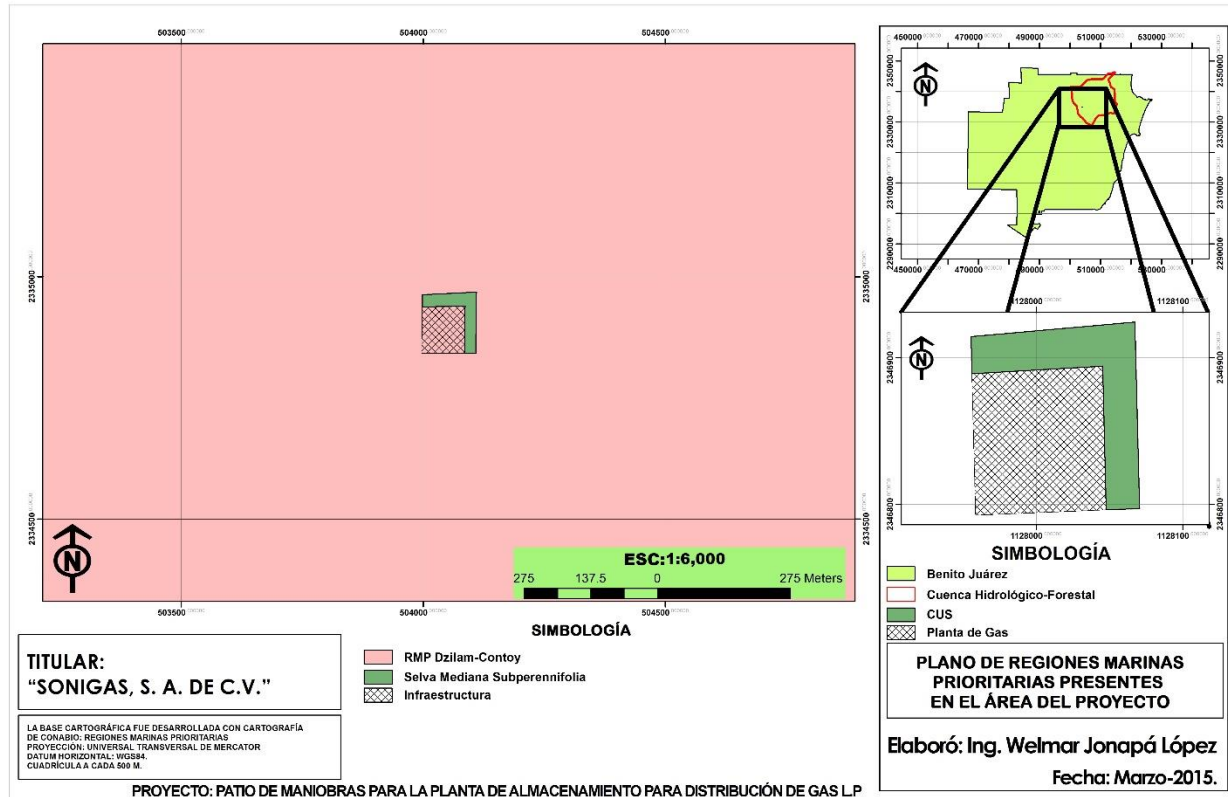 503500 504000 504500
2335000 2335000
2334500 2334500
N
ESC:1:6,000
275 137.5 0 275 Meters
503500 504000 504500
SIMBOLOGÍA
RMP Dzilam-Contoy
Selva Mediana Subperennifolia
Infraestructura
TITULAR:
“SONIGAS, S. A. DE C.V.”
LA BASE CARTOGRÁFICA FUE DESARROLLADA CON CARTOGRAFÍA
DE CONABIO: REGIONES MARINAS PRIORITARIAS
PROYECCIÓN: UNIVERSAL TRANSVERSAL DE MERCATOR
DATUM HORIZONTAL: WGS84.
CUADRÍCULA A CADA 500 M.
PROYECTO: PATIO DE MANIOBRAS PARA LA PLANTA DE ALMACENAMIENTO PARA DISTRIBUCIÓN DE GAS L.P
450000 470000 490000 510000 530000
N
2350000 2350000
2330000 2330000
2310000 2310000
2290000 2290000
450000 470000 490000 510000 530000
1128000 1128100
N
2346900 2346900
2346800 2346800
1128000 1128100
SIMBOLOGÍA
Benito Juárez
Cuenca Hidrológico-Forestal
CUS
Planta de Gas
PLANO DE REGIONES MARINAS
PRIORITARIAS PRESENTES
EN EL ÁREA DEL PROYECTO
Elaboró: Ing. Welmar Jonapá López
Fecha: Marzo-2015.